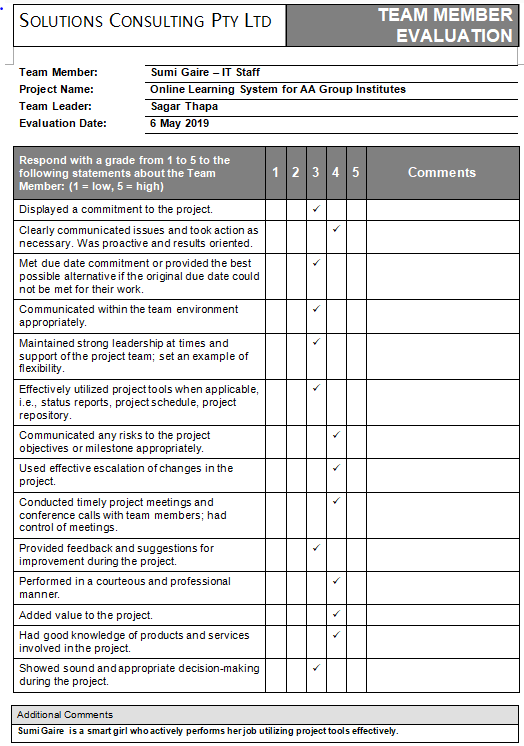 SOLUTIONS CONSULTING PTY LTD
TEAM MEMBER
EVALUATION
Team Member: Sumi Gaire – IT Staff
Project Name: Online Learning System for AA Group Institutes
Team Leader: Sagar Thapa
Evaluation Date: 6 May 2019
Respond with a grade from 1 to 5 to the
following statements about the Team
Member: (1 = low, 5 = high)
1 2 3 4 5 Comments
Displayed a commitment to the project. ✓
Clearly communicated issues and took action as ✓
necessary. Was proactive and results oriented.
Met due date commitment or provided the best ✓
possible alternative if the original due date could
not be met for their work.
Communicated within the team environment ✓
appropriately.
Maintained strong leadership at times and ✓
support of the project team; set an example of
flexibility.
Effectively utilized project tools when applicable, ✓
i.e., status reports, project schedule, project
repository.
Communicated any risks to the project ✓
objectives or milestone appropriately.
Used effective escalation of changes in the ✓
project.
Conducted timely project meetings and ✓
conference calls with team members; had
control of meetings.
Provided feedback and suggestions for ✓
improvement during the project.
Performed in a courteous and professional ✓
manner.
Added value to the project. ✓
Had good knowledge of products and services ✓
involved in the project.
Showed sound and appropriate decision-making ✓
during the project.
Additional Comments
Sumi Gaire is a smart girl who actively performs her job utilizing project tools effectively.